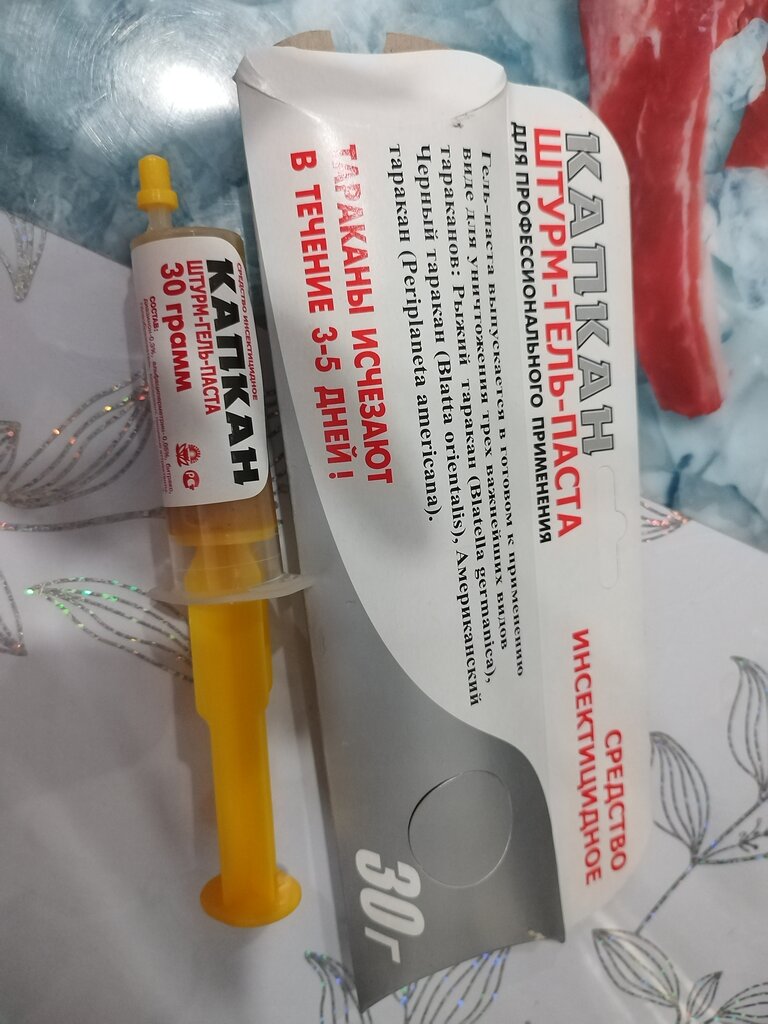 КАПКАН
ШТУРМ-ГЕЛЬ-ПАСТА
ДЛЯ ПРОФЕССИОНАЛЬНОГО ПРИМЕНЕНИЯ
СРЕДСТВО
ИНСЕКТИЦИДНОЕ
Гель-паста выпускается в готовом к применению
виде для уничтожения трех важнейших видов
тараканов: Рыжий таракан (Blatella germanica),
Черный таракан (Blatta orientalis), Американский
таракан (Periplaneta americana).
ТАРАКАНЫ ИСЧЕЗАЮТ
В ТЕЧЕНИЕ 3-5 ДНЕЙ!
30г
СРЕДСТВО ИНСЕКТИЦИДНОЕ
КАПКАН
ШТУРМ-ГЕЛЬ-ПАСТА
30 грамм
РСТ
СОСТАВ: